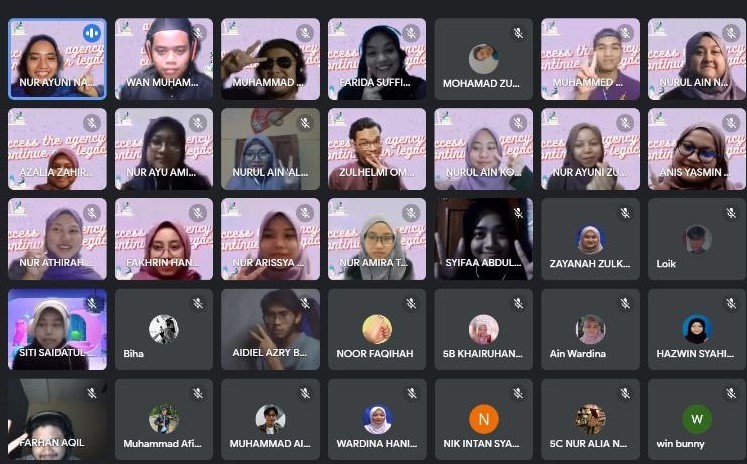 NUR AYUNI NA...
WAN MUHAM...
MUHAMMAD ...
FARIDA SUFFI...
MOHAMAD ZU...
MUHAMMED ...
NURUL AIN N...
AZALIA ZAHIR...
NUR AYU AMI...
NURUL AIN 'AL...
ZULHELMI OM...
NURUL AIN KO...
NUR AYUNI ZU...
ANIS YASMIN ...
NUR ATHIRAH...
FAKHRIN HAN...
NUR ARISSYA ...
NUR AMIRA T...
SYIFAA ABDUL...
ZAYANAH ZULK...
Loik
SITI SAIDATUL ...
Biha
AIDIEL AZRY B...
NOOR FAQIHAH
5B KHAIRUHAN...
Ain Wardina
HAZWIN SYAHI...
FARHAN AQIL
Muhammad Afi...
MUHAMMAD AI...
WARDINA HANI...
N
NIK INTAN SYA...
5C NUR ALIA N...
W
win bunny